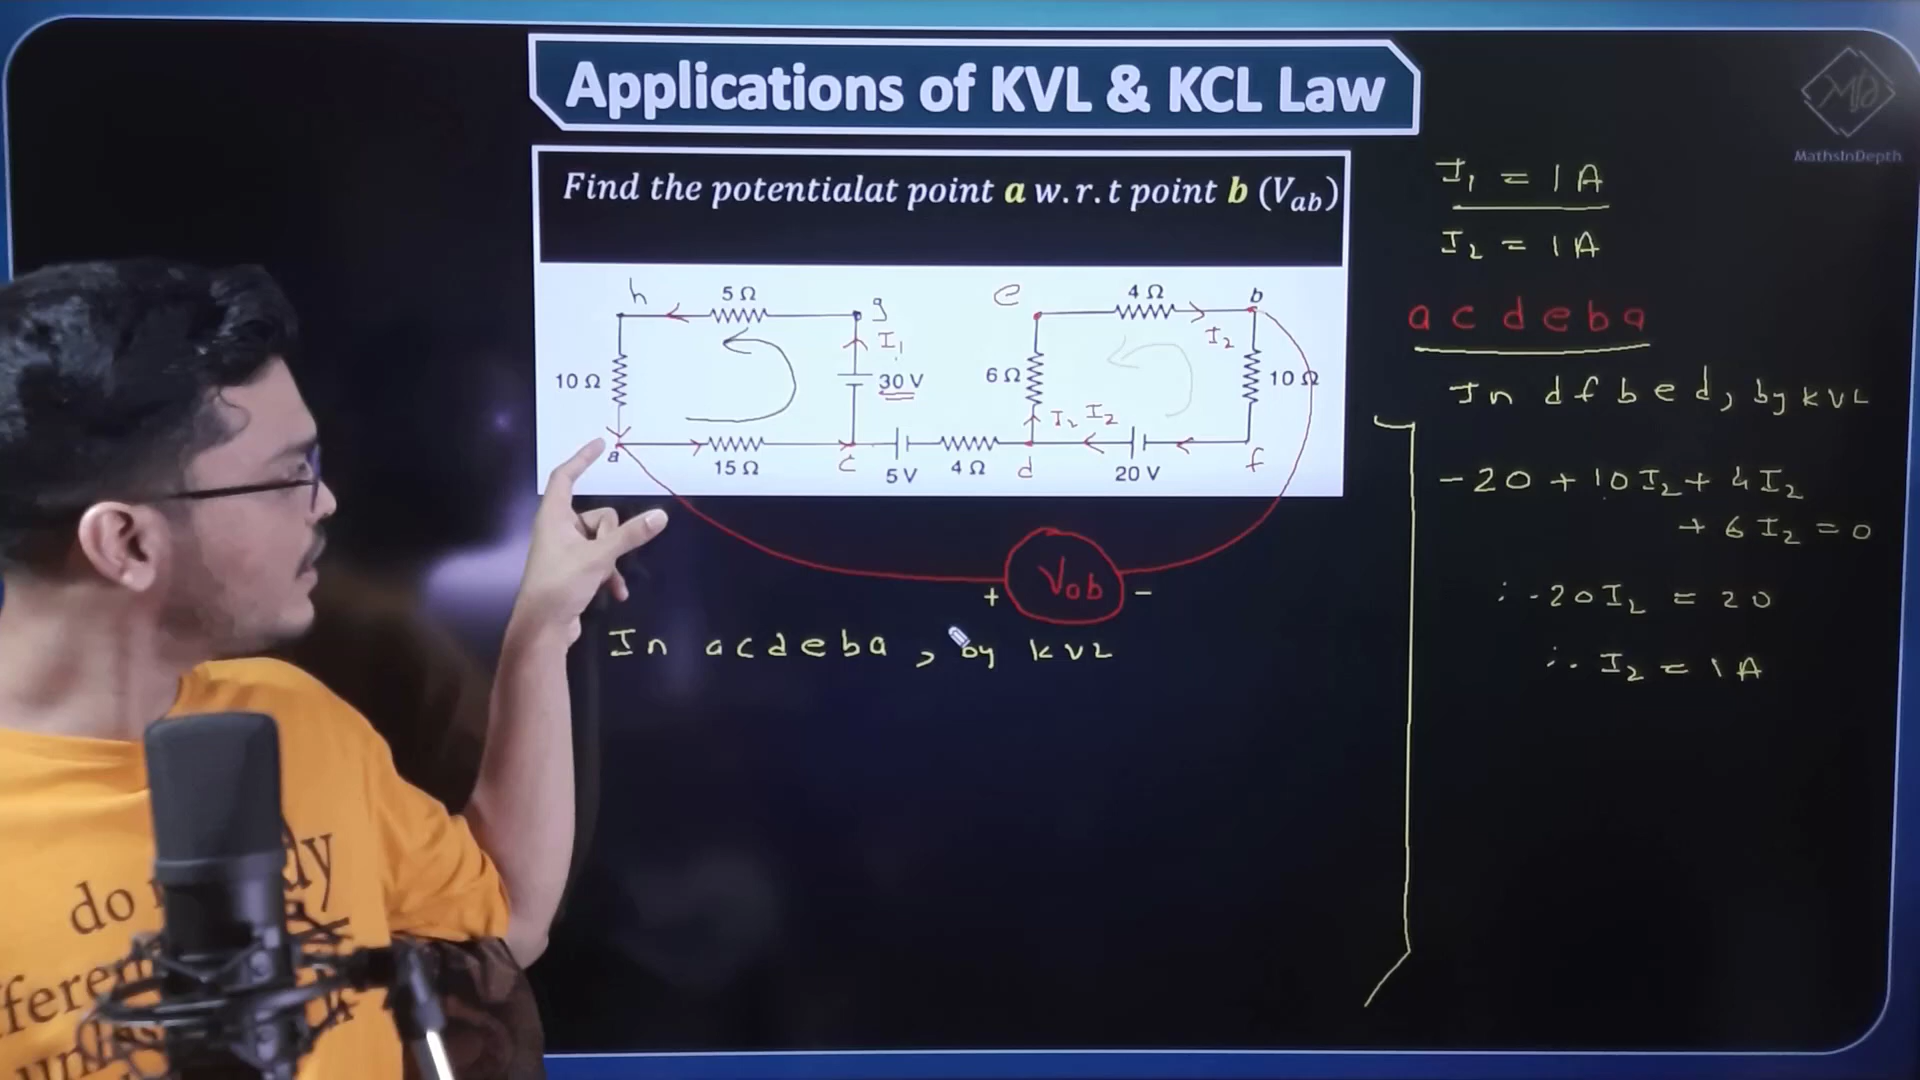 Applications of KVL & KCL Law
MathsInDepth
Find the potentialat point a w.r.t point b (Vab)
I1 = 1A
I2 = 1A
h
5 Ω
g
e
4 Ω
b
I1
I2
10 Ω
30 V
6 Ω
10 Ω
I2
I2
a
15 Ω
c
5 V
4 Ω
d
20 V
f
a c d e b a
In d f b e d, by KVL
-20 + 10I2 + 4I2
+ 6I2 = 0
∴ -20I2 = 20
∴ I2 = 1A
+ Vab -
In acdeba, by KVL
do
dy